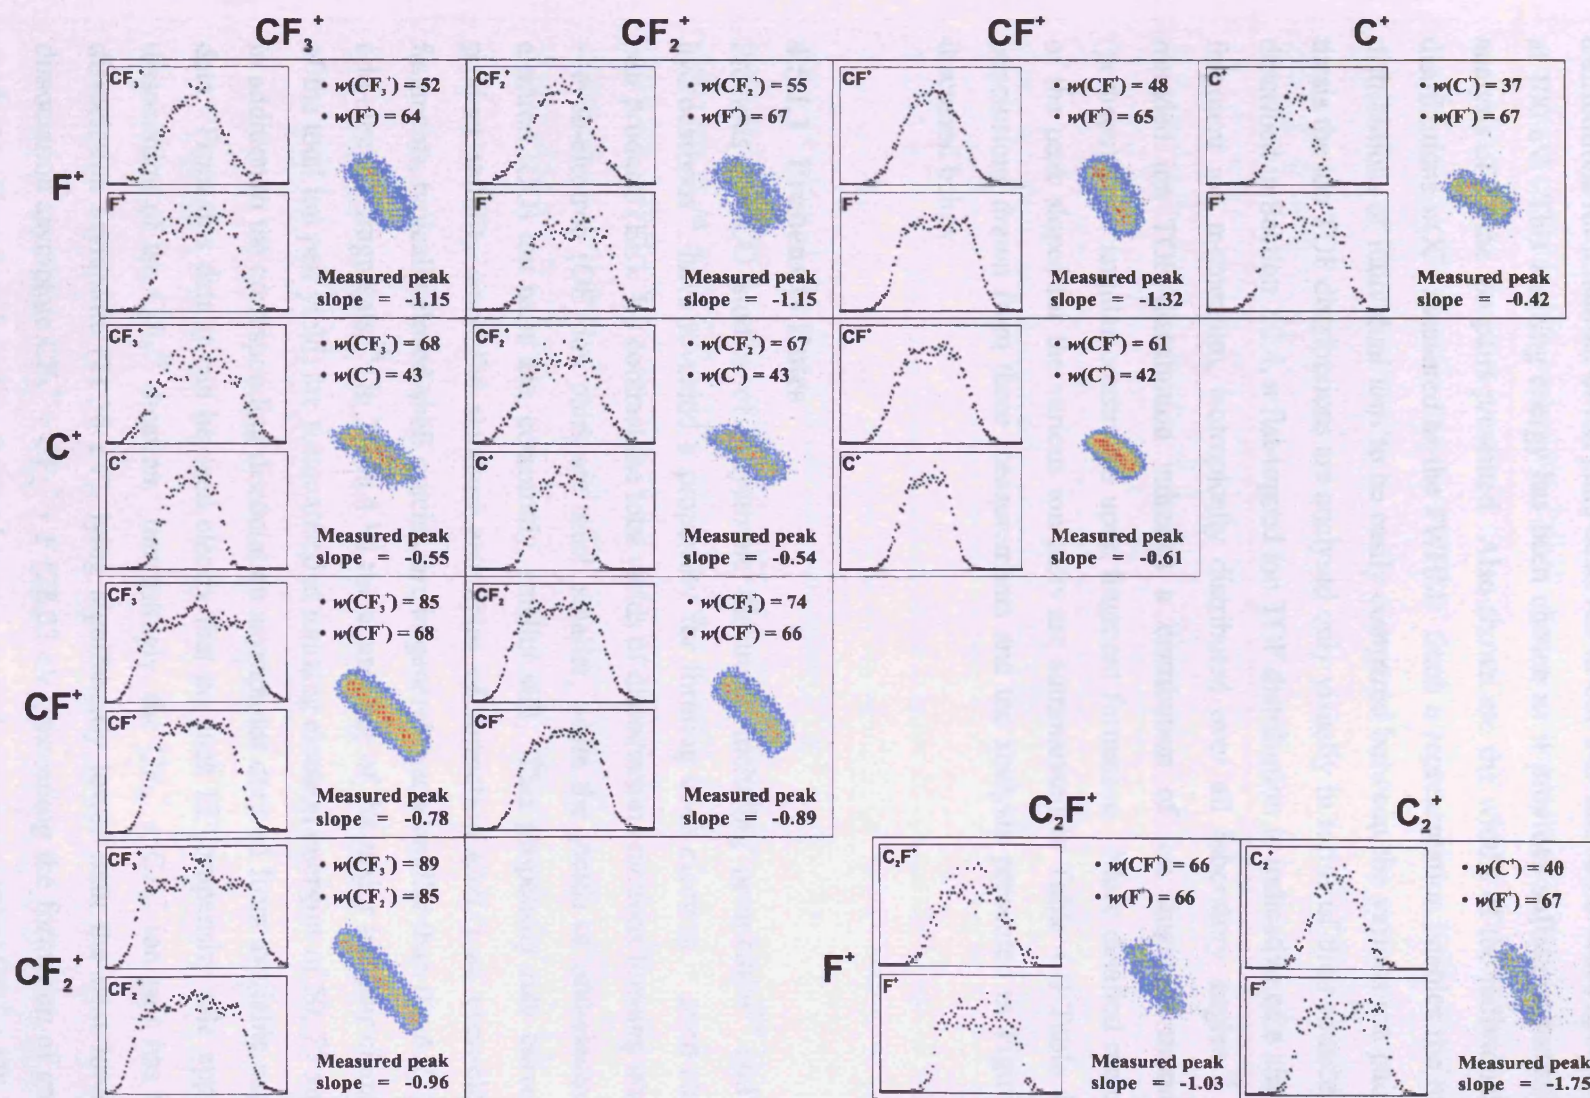 CF₃⁺ CF₂⁺ CF⁺ C⁺
F⁺
CF₃⁺
F⁺
• w(CF₃⁺) = 52
• w(F⁺) = 64
Measured peak
slope = -1.15
CF₂⁺
F⁺
• w(CF₂⁺) = 55
• w(F⁺) = 67
Measured peak
slope = -1.15
CF⁺
F⁺
• w(CF⁺) = 48
• w(F⁺) = 65
Measured peak
slope = -1.32
C⁺
F⁺
• w(C⁺) = 37
• w(F⁺) = 67
Measured peak
slope = -0.42
C⁺
CF₃⁺
C⁺
• w(CF₃⁺) = 68
• w(C⁺) = 43
Measured peak
slope = -0.55
CF₂⁺
C⁺
• w(CF₂⁺) = 67
• w(C⁺) = 43
Measured peak
slope = -0.54
CF⁺
C⁺
• w(CF⁺) = 61
• w(C⁺) = 42
Measured peak
slope = -0.61
CF⁺
CF₃⁺
CF⁺
• w(CF₃⁺) = 85
• w(CF⁺) = 68
Measured peak
slope = -0.78
CF₂⁺
CF⁺
• w(CF₂⁺) = 74
• w(CF⁺) = 66
Measured peak
slope = -0.89
CF₂⁺
CF₃⁺
CF₂⁺
• w(CF₃⁺) = 89
• w(CF₂⁺) = 85
Measured peak
slope = -0.96
C₂F⁺ C₂⁺
F⁺
C₂F⁺
F⁺
• w(CF⁺) = 66
• w(F⁺) = 66
Measured peak
slope = -1.03
C₂⁺
F⁺
• w(C⁺) = 40
• w(F⁺) = 67
Measured peak
slope = -1.75